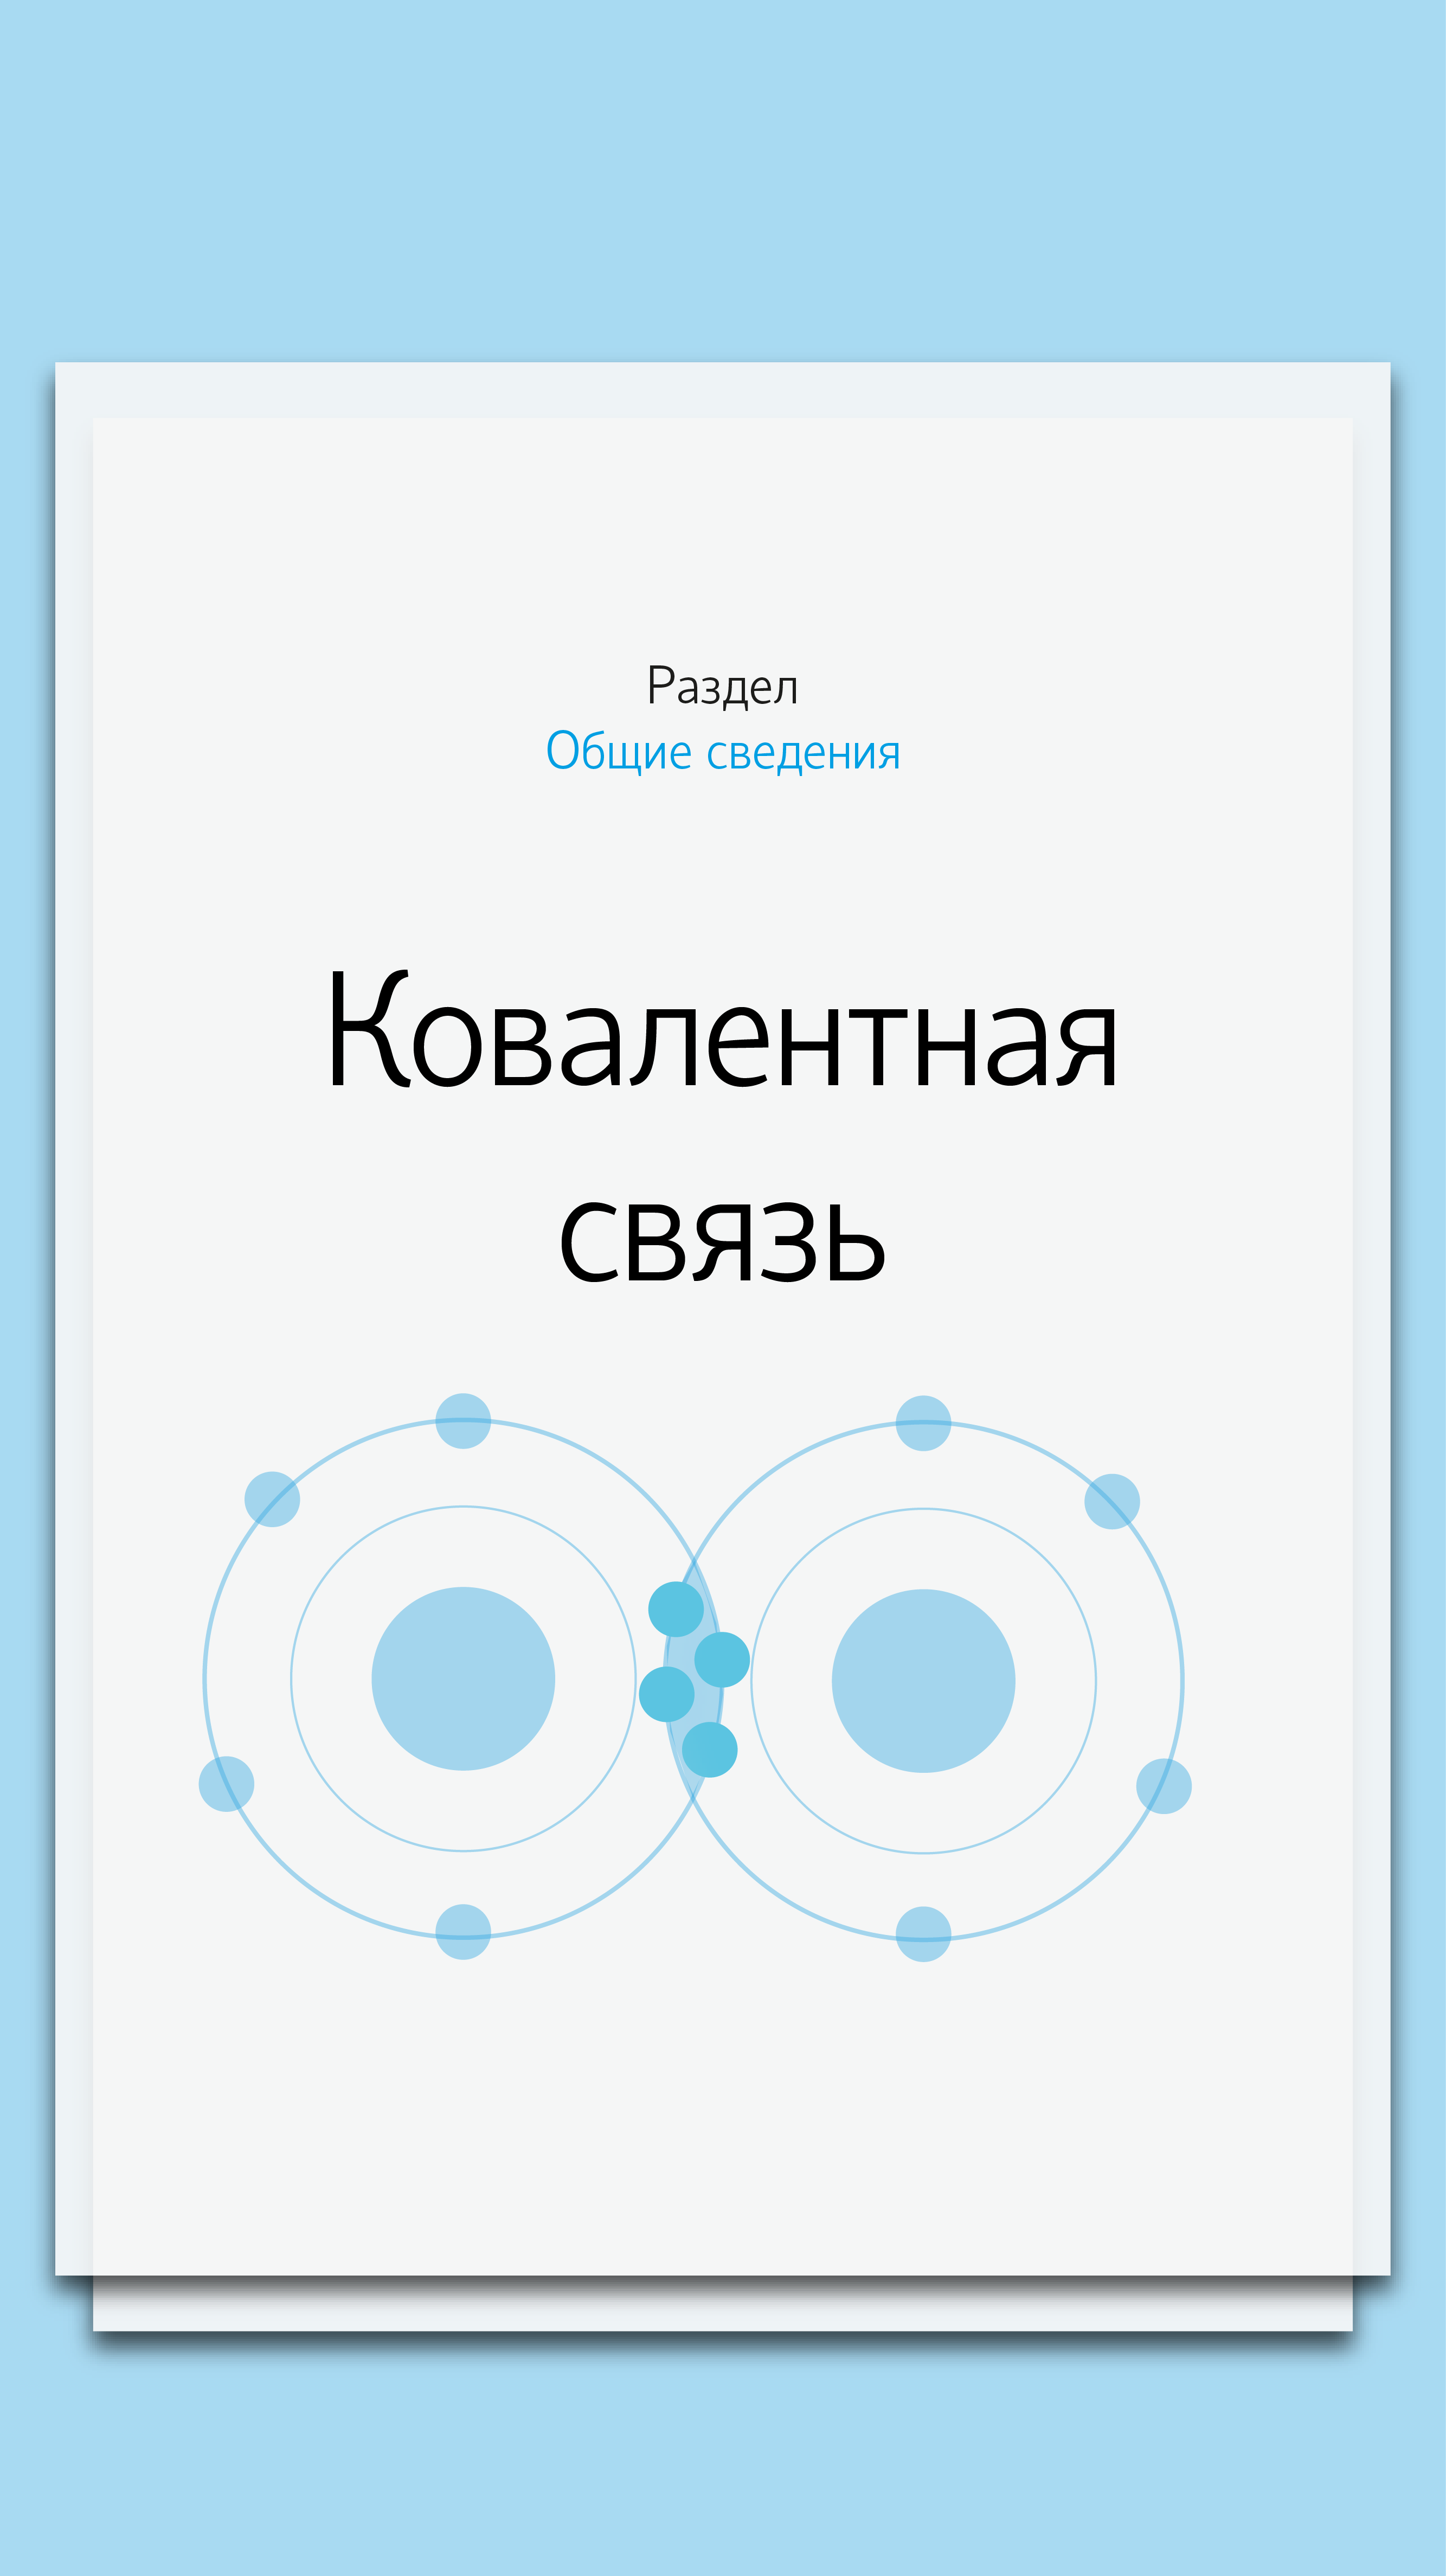 Раздел
Общие сведения
Ковалентная
связь